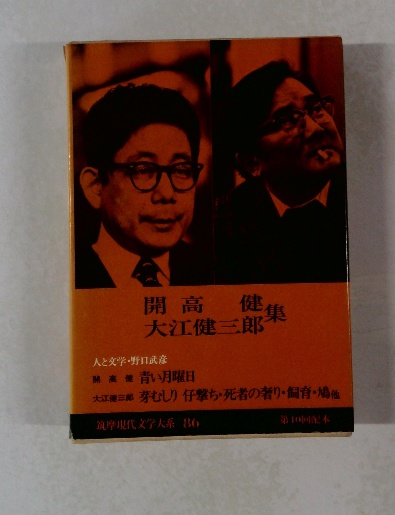 開高 健
大江健三郎 集
人と文学・野口武彦
開高 健 青い月曜日
大江健三郎 芽むしり 仔撃ち・死者の奢り・飼育・鳩他
筑摩現代文学大系 86
第19回配本